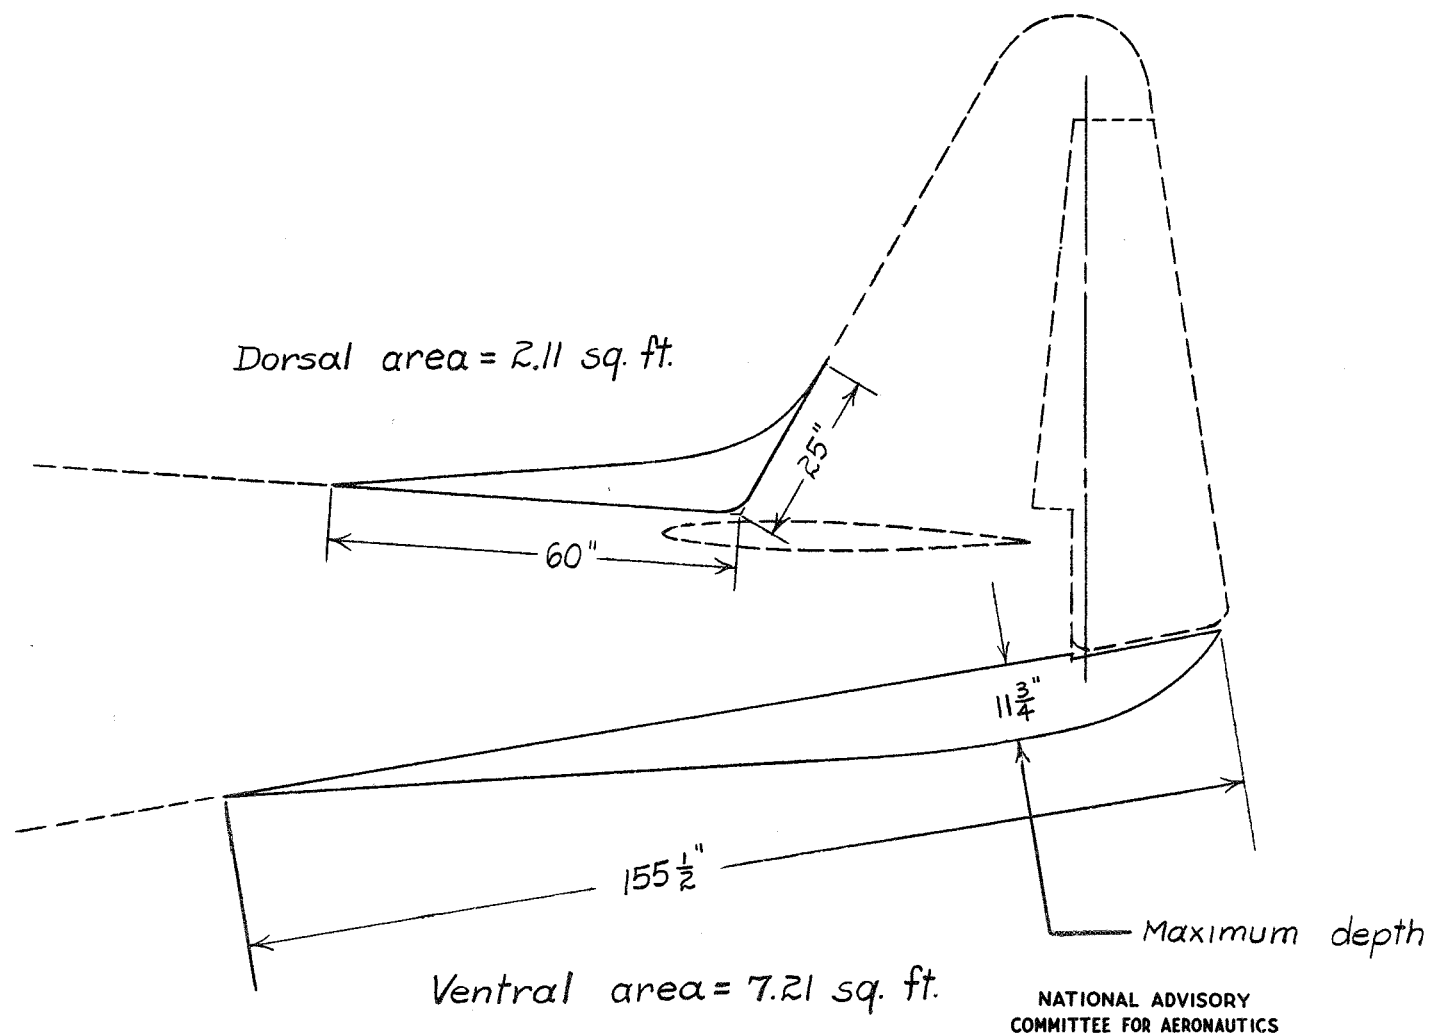 Dorsal area = 2.11 sq. ft.
25"
60"
11 3/4"
155 1/2"
Maximum depth
Ventral area = 7.21 sq. ft.
NATIONAL ADVISORY
COMMITTEE FOR AERONAUTICS